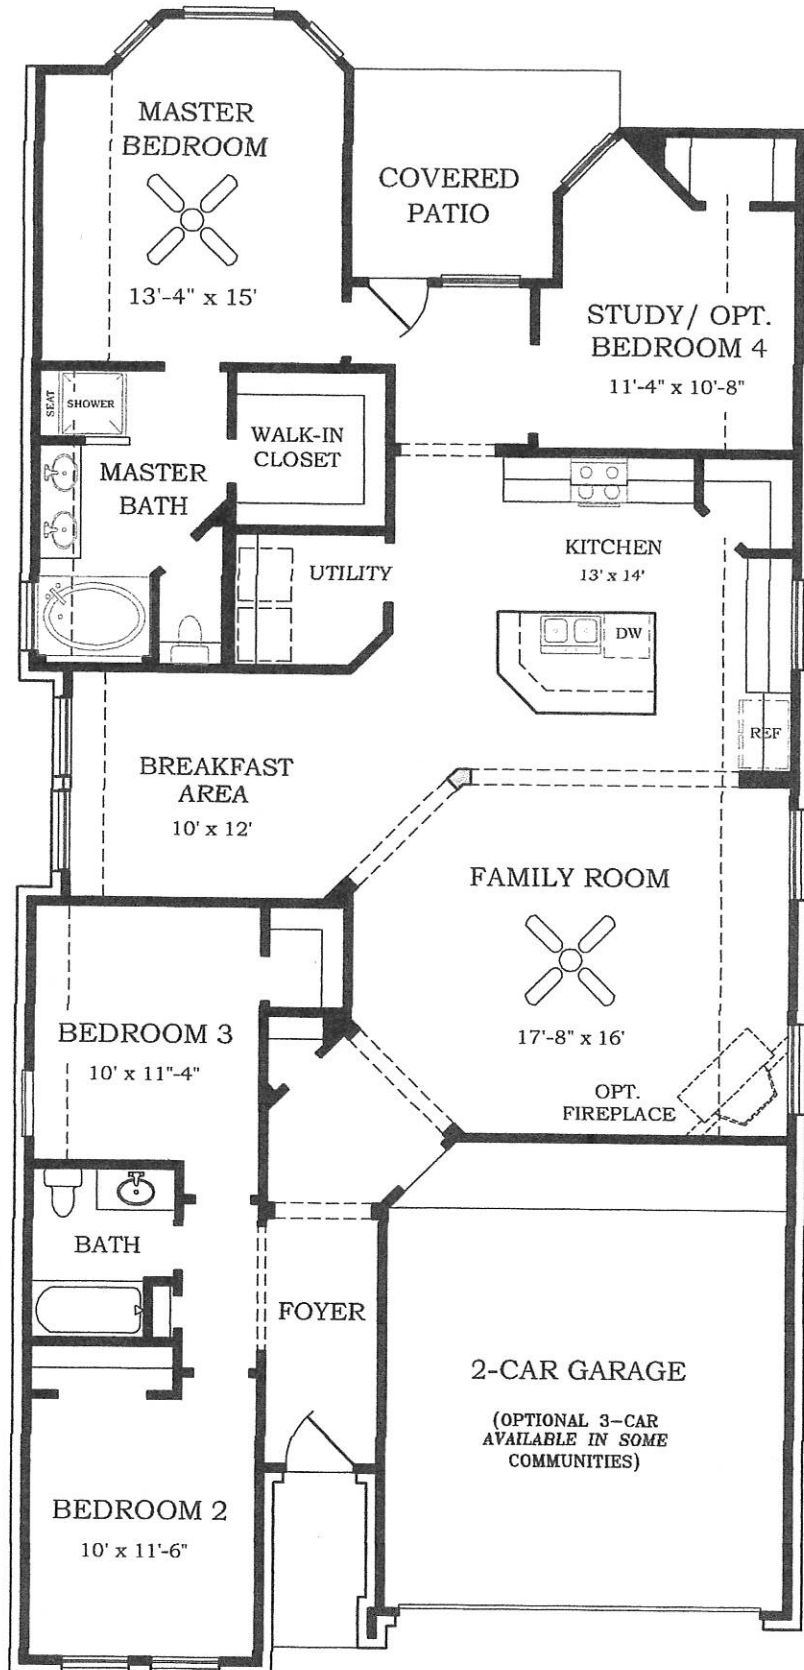 MASTER
BEDROOM
13'-4" x 15'
COVERED
PATIO
STUDY/ OPT.
BEDROOM 4
11'-4" x 10'-8"
SEAT
SHOWER
WALK-IN
CLOSET
MASTER
BATH
UTILITY
KITCHEN
13' x 14'
DW
REF
BREAKFAST
AREA
10' x 12'
FAMILY ROOM
17'-8" x 16'
OPT.
FIREPLACE
BEDROOM 3
10' x 11"-4"
BATH
FOYER
2-CAR GARAGE
(OPTIONAL 3-CAR
AVAILABLE IN SOME
COMMUNITIES)
BEDROOM 2
10' x 11'-6"